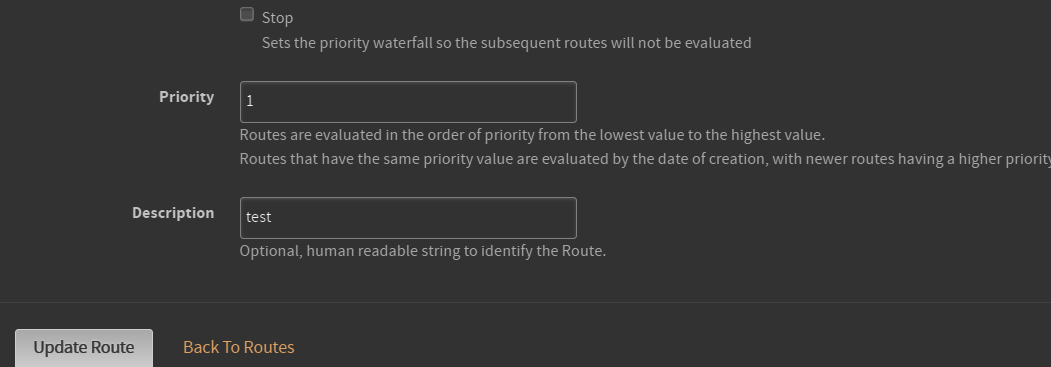 Stop
Sets the priority waterfall so the subsequent routes will not be evaluated
Priority
1
Routes are evaluated in the order of priority from the lowest value to the highest value.
Routes that have the same priority value are evaluated by the date of creation, with newer routes having a higher priority
Description
test
Optional, human readable string to identify the Route.
Update Route
Back To Routes